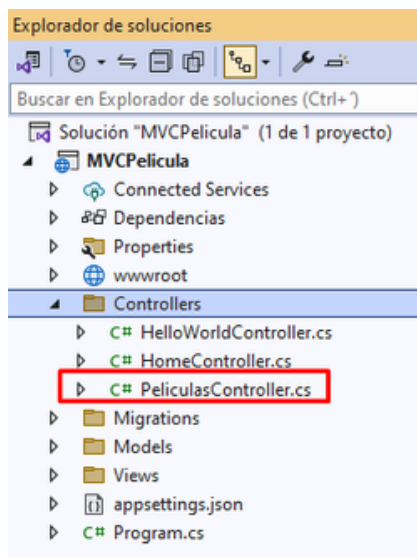 Explorador de soluciones
Buscar en Explorador de soluciones (Ctrl+´)
Solución "MVCPelicula" (1 de 1 proyecto)
MVCPelicula
Connected Services
Dependencias
Properties
wwwroot
Controllers
C# HelloWorldController.cs
C# HomeController.cs
C# PeliculasController.cs
Migrations
Models
Views
appsettings.json
C# Program.cs